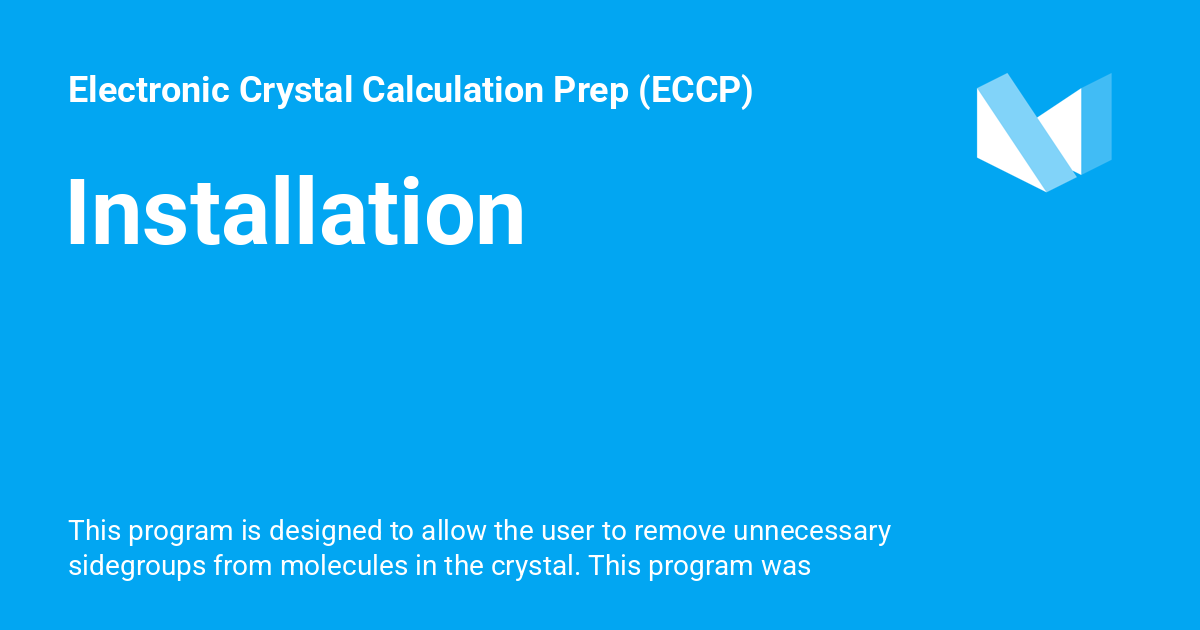 Electronic Crystal Calculation Prep (ECCP)
Installation
This program is designed to allow the user to remove unnecessary
sidegroups from molecules in the crystal. This program was